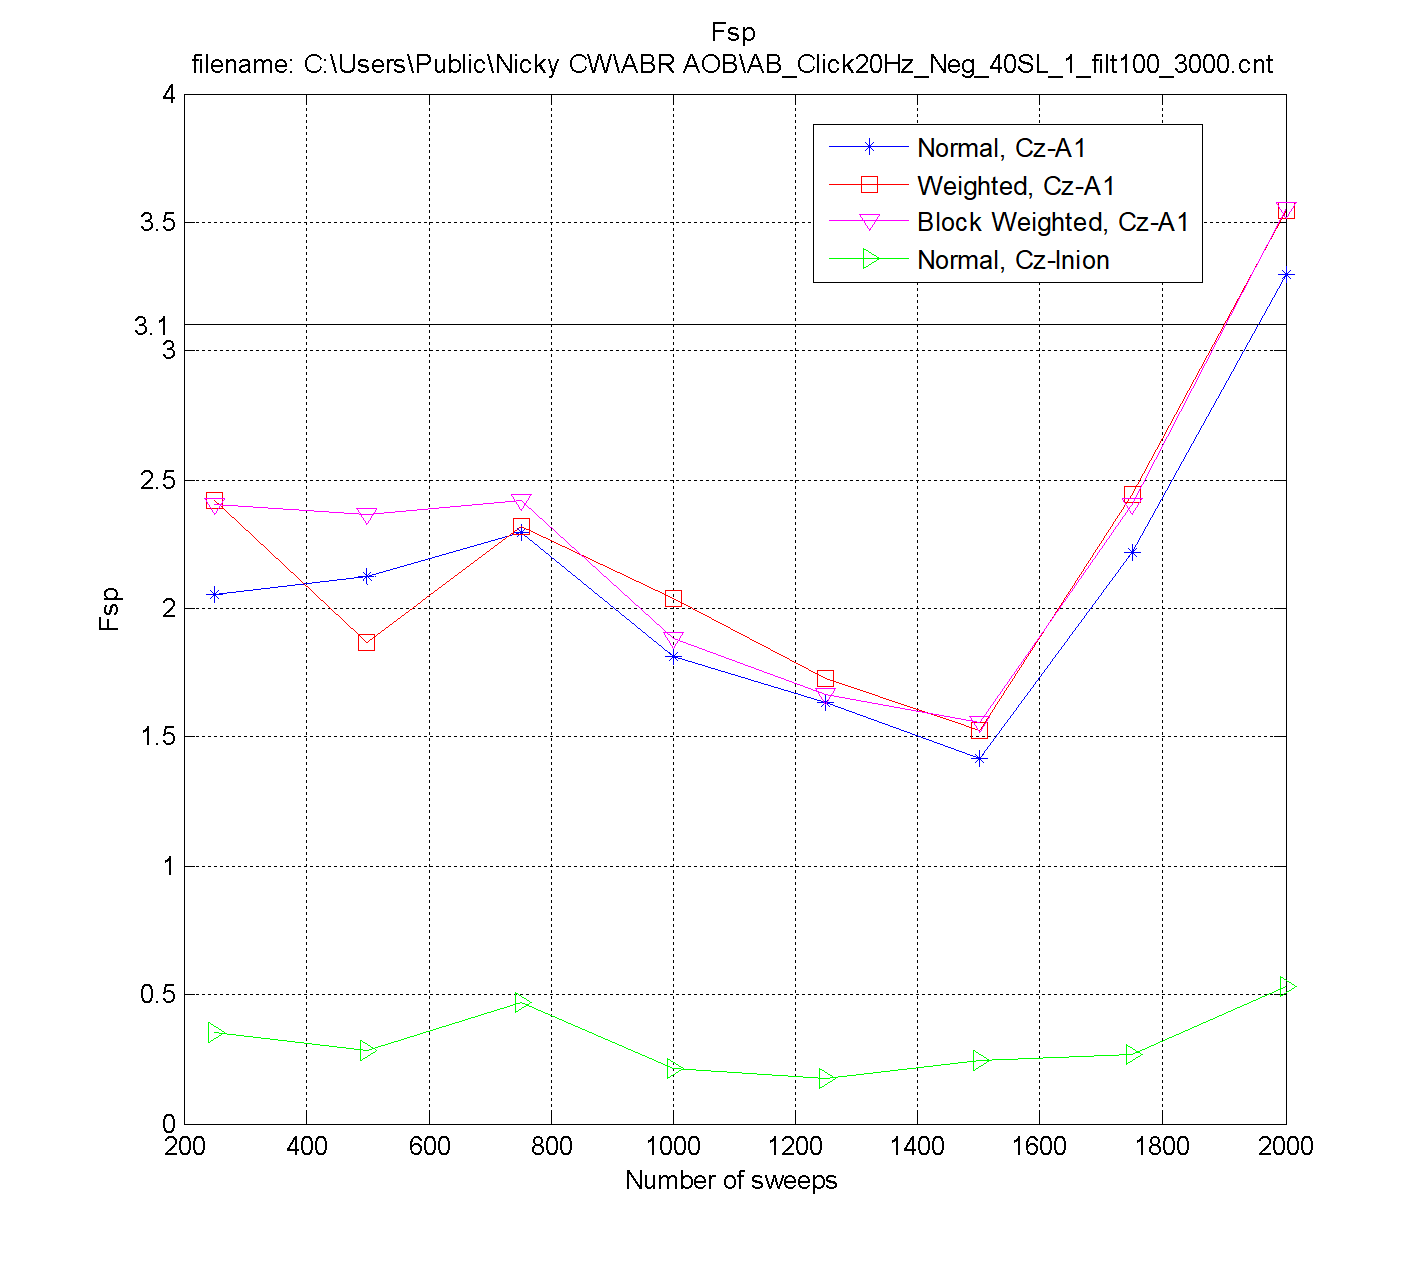 Fsp
filename: C:\Users\Public\Nicky CW\ABR AOB\AB_Click20Hz_Neg_40SL_1_filt100_3000.cnt
4
Normal, Cz-A1
Weighted, Cz-A1
Block Weighted, Cz-A1
Normal, Cz-Inion
3.5
3.1
3
2.5
2
Fsp
1.5
1
0.5
0
200 400 600 800 1000 1200 1400 1600 1800 2000
Number of sweeps